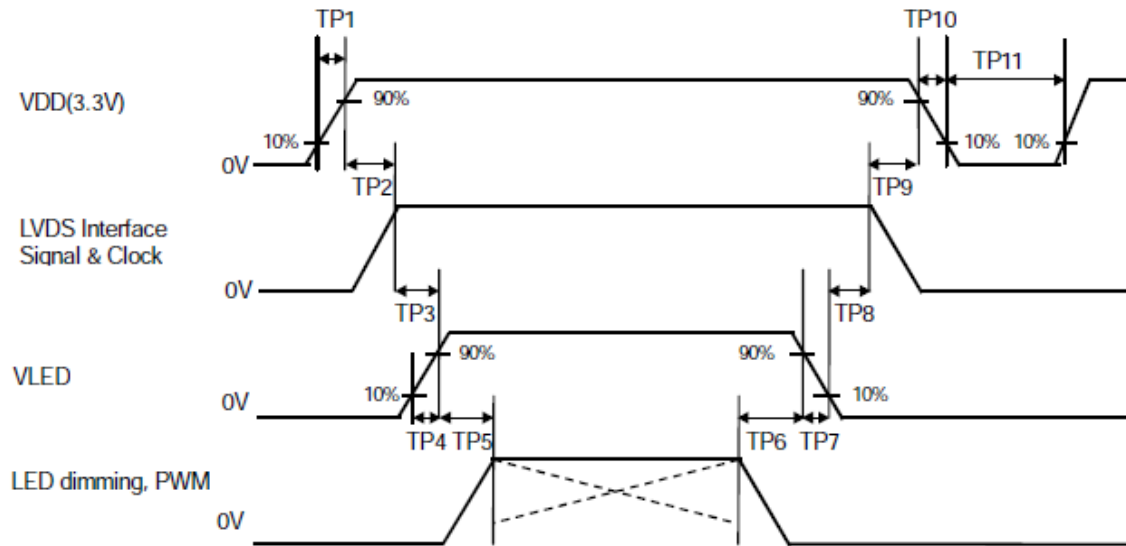 TP1
TP10
TP11
VDD(3.3V)
90%
90%
10%
10%
10%
0V
TP2
TP9
LVDS Interface
Signal & Clock
0V
TP3
TP8
90%
90%
VLED
10%
10%
0V
TP4
TP5
TP6
TP7
LED dimming, PWM
0V